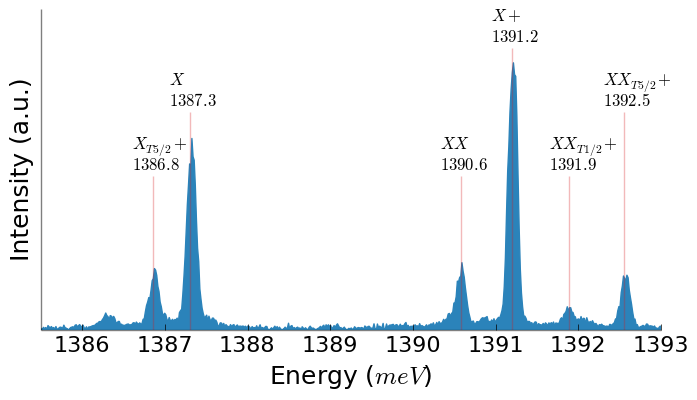 X+
1391.2
X
1387.3
XX_{T5/2}+
1392.5
X_{T5/2}+
1386.8
XX
1390.6
XX_{T1/2}+
1391.9
Intensity (a.u.)
1386 1387 1388 1389 1390 1391 1392 1393
Energy (meV)